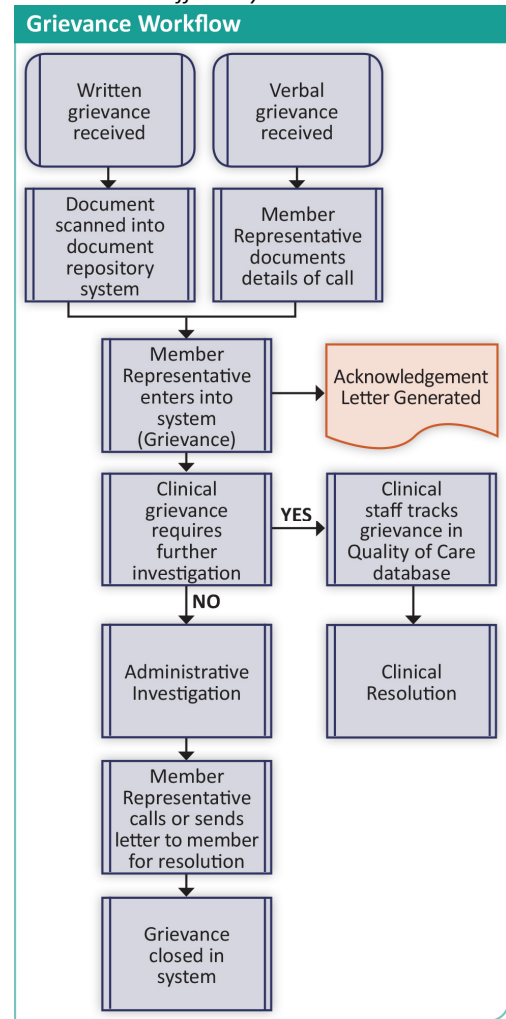 Grievance Workflow
Written
grievance
received
Verbal
grievance
received
Document
scanned into
document
repository
system
Member
Representative
documents
details of call
Member
Representative
enters into
system
(Grievance)
Acknowledgement
Letter Generated
Clinical
grievance
requires
further
investigation
YES
Clinical
staff tracks
grievance in
Quality of Care
database
NO
Administrative
Investigation
Clinical
Resolution
Member
Representative
calls or sends
letter to member
for resolution
Grievance
closed in
system